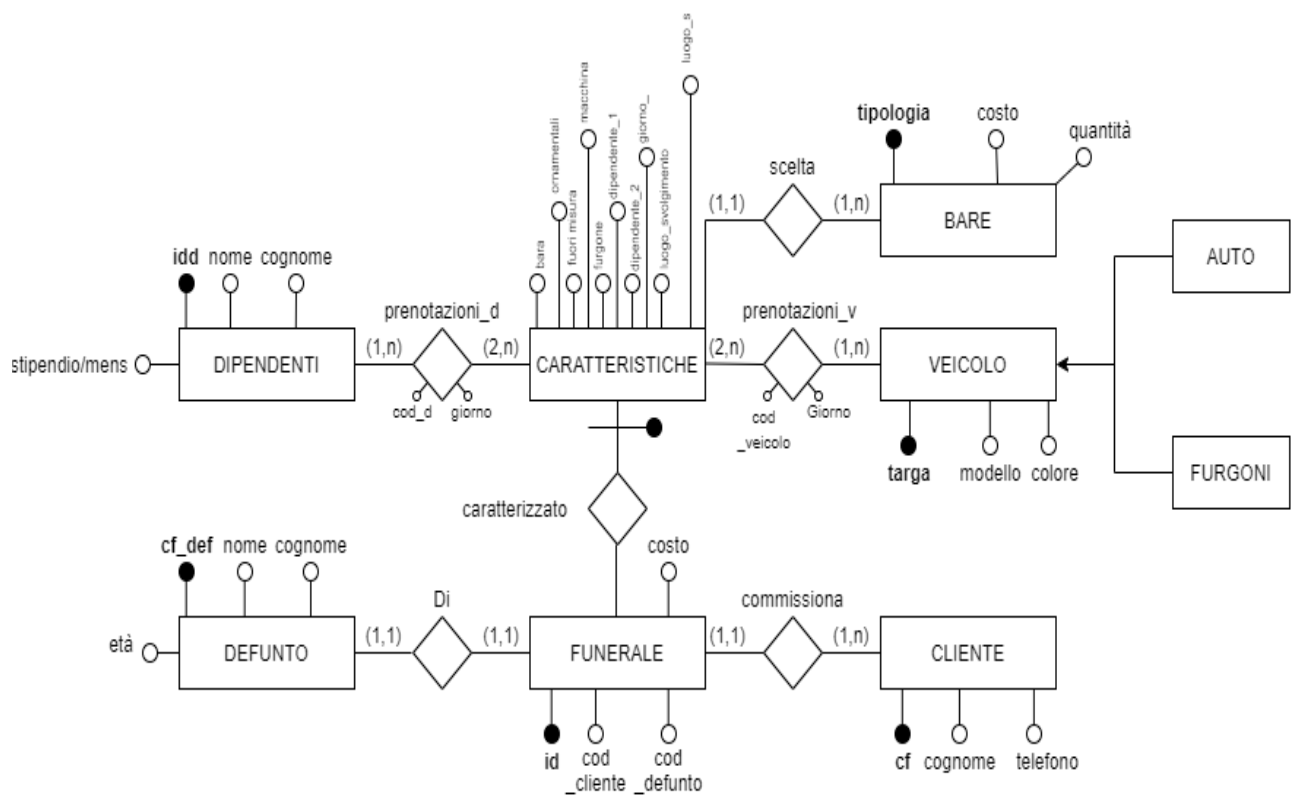 luogo_s
macchina
ornamentali
dipendente_1
giorno_
bara
fuori misura
furgone
dipendente_2
luogo_svolgimento
tipologia
costo
quantità
scelta
(1,1)
(1,n)
BARE
AUTO
idd
nome
cognome
prenotazioni_d
prenotazioni_v
stipendio/mens
DIPENDENTI
(1,n)
(2,n)
CARATTERISTICHE
(2,n)
(1,n)
VEICOLO
cod_d
giorno
cod
_veicolo
Giorno
targa
modello
colore
FURGONI
caratterizzato
cf_def
nome
cognome
costo
Di
commissiona
età
DEFUNTO
(1,1)
(1,1)
FUNERALE
(1,1)
(1,n)
CLIENTE
id
cod
_cliente
cod
_defunto
cf
cognome
telefono